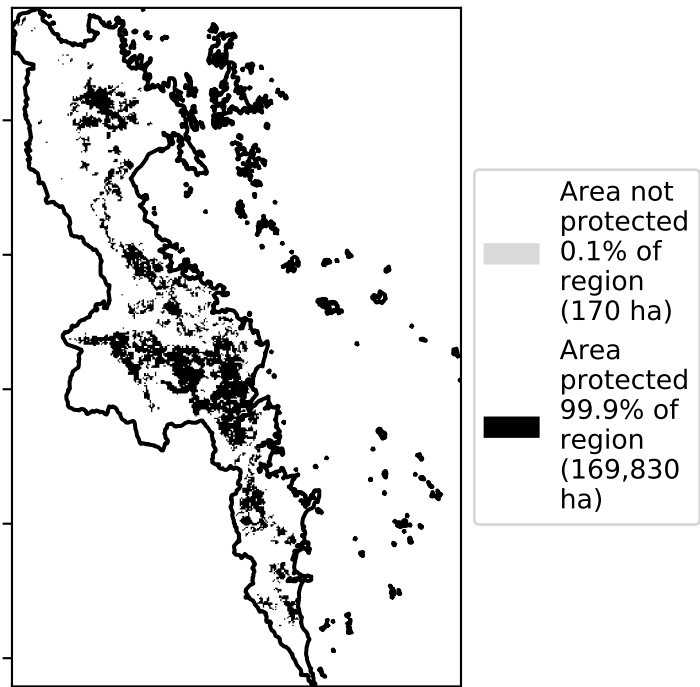 Area not
protected
0.1% of
region
(170 ha)
Area
protected
99.9% of
region
(169,830
ha)